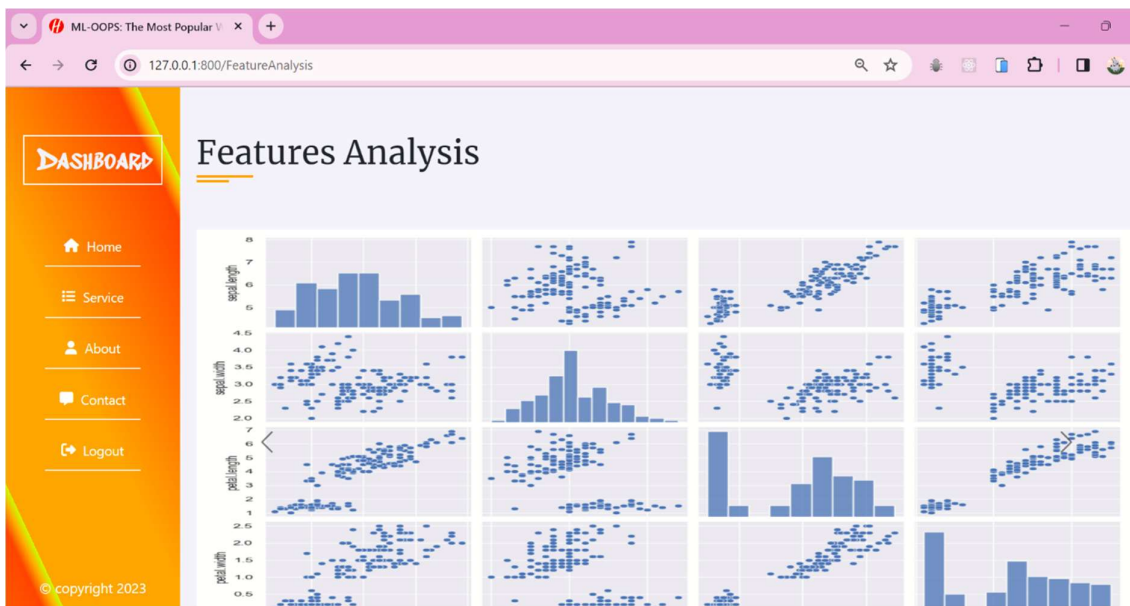 ML-OOPS: The Most Popular W
127.0.0.1:800/FeatureAnalysis
DASHBOARD
Home
Service
About
Contact
Logout
© copyright 2023
Features Analysis
sepal.length
8
7
6
5
sepal.width
4.5
4.0
3.5
3.0
2.5
2.0
petal.length
7
6
5
4
3
2
1
petal.width
2.5
2.0
1.5
1.0
0.5